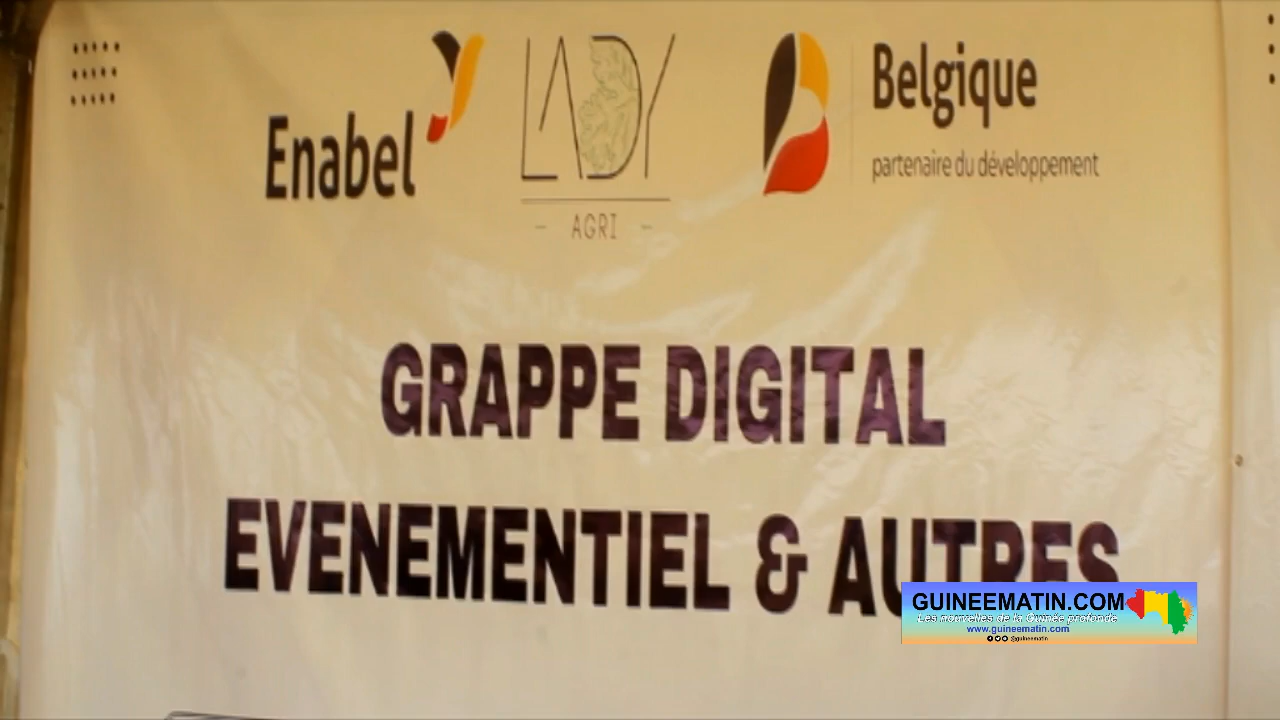 Enabel
LADY
- AGRI -
Belgique
partenaire du développement
GRAPPE DIGITAL
EVENEMENTIEL & AUTRES
GUINEEMATIN.COM
Les nouvelles de la Guinée profonde
www.guineematin.com
@guineematin